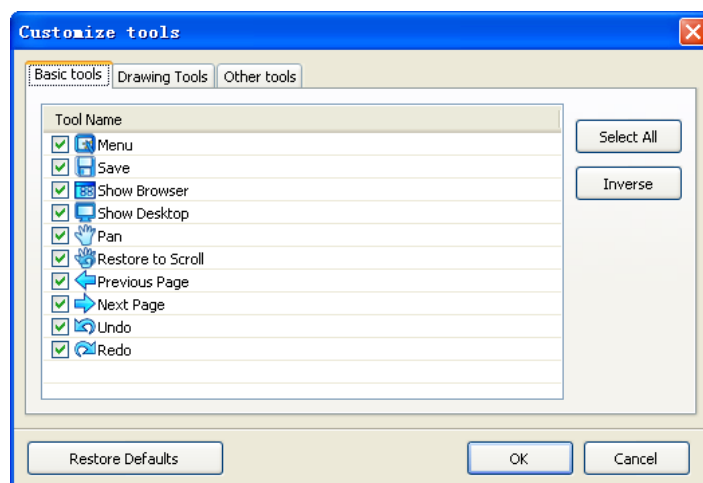 Customize tools
Basic tools Drawing Tools Other tools
Tool Name
Select All
Menu
Save
Inverse
Show Browser
Show Desktop
Pan
Restore to Scroll
Previous Page
Next Page
Undo
Redo
Restore Defaults OK Cancel